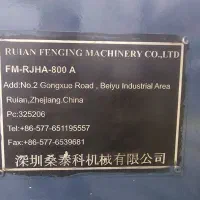 RUIAN FENGING MACHINERY CO.,LTD
FM-RJHA-800 A
Add:No.2 Gongxue Road , Beiyu Industrial Area
Ruian,Zhejiang.China
Pc:325206
Tel:+86-577-651195557
Fax:+86-577-6539681
深圳燊泰科机械有限公司